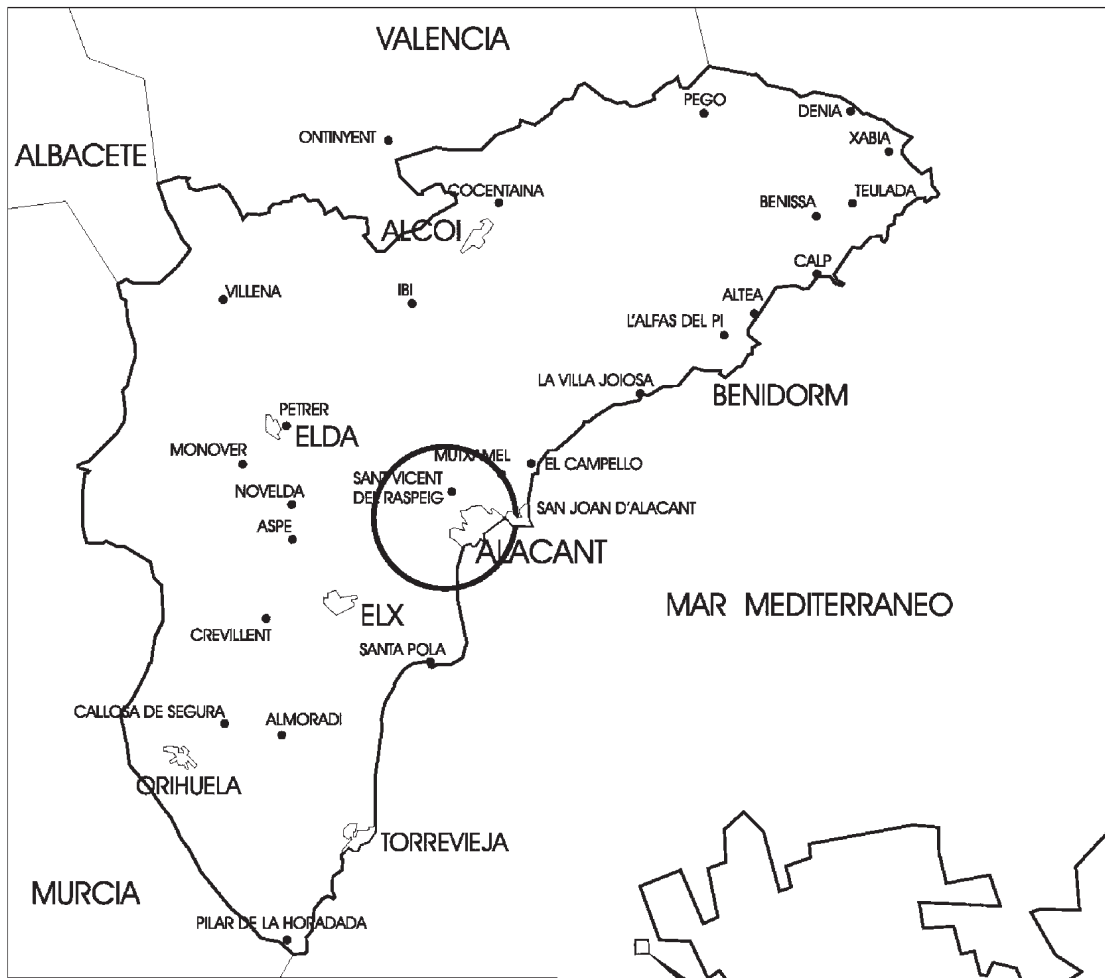 VALENCIA
PEGO
DENIA
ONTINYENT
XABIA
ALBACETE
COCENTAINA
TEULADA
BENISSA
ALCOI
CALP
VILLENA
IBI
ALTEA
L'ALFAS DEL PI
LA VILLA JOIOSA
BENIDORM
PETRER
ELDA
MONOVER
MUTXAMEL
EL CAMPELLO
SANT VICENT
DEL RASPEIG
NOVELDA
SAN JOAN D'ALACANT
ASPE
ALACANT
MAR MEDITERRANEO
ELX
CREVILLENT
SANTA POLA
CALLOSA DE SEGURA
ALMORADI
ORIHUELA
TORREVIEJA
MURCIA
PILAR DE LA HORADADA